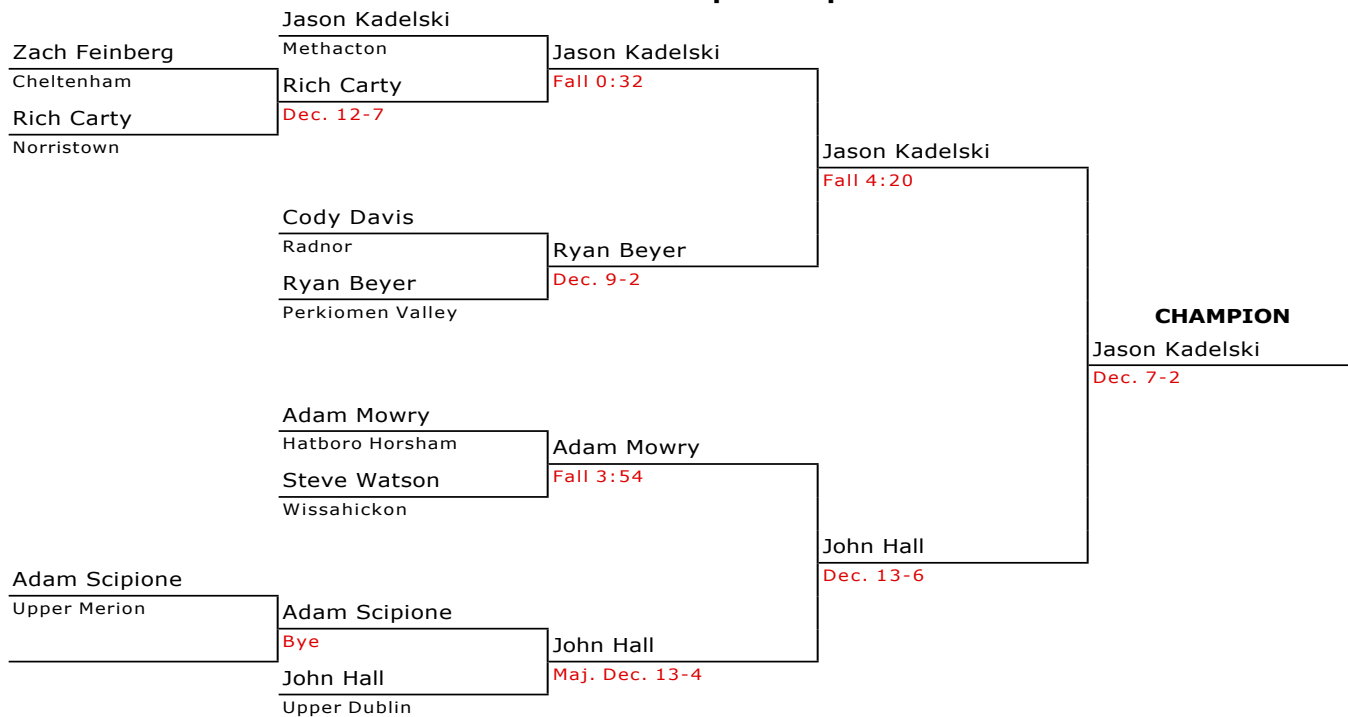 Jason Kadelski
Zach Feinberg
Methacton
Jason Kadelski
Cheltenham
Rich Carty
Fall 0:32
Rich Carty
Dec. 12-7
Norristown
Jason Kadelski
Fall 4:20
Cody Davis
Radnor
Ryan Beyer
Ryan Beyer
Dec. 9-2
Perkiomen Valley
CHAMPION
Jason Kadelski
Dec. 7-2
Adam Mowry
Hatboro Horsham
Adam Mowry
Steve Watson
Fall 3:54
Wissahickon
John Hall
Adam Scipione
Dec. 13-6
Upper Merion
Adam Scipione
Bye
John Hall
John Hall
Maj. Dec. 13-4
Upper Dublin